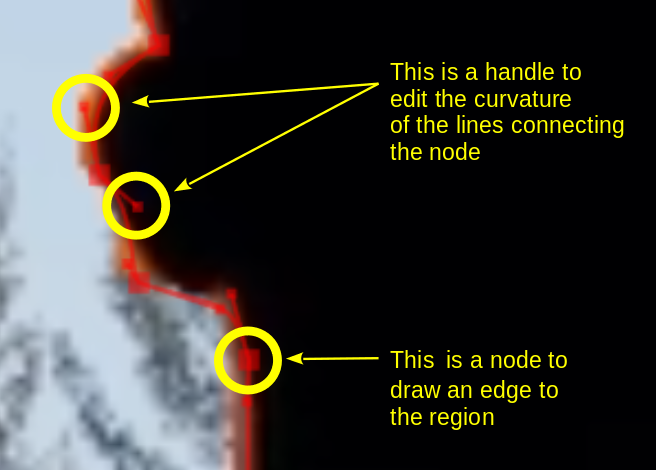 This is a handle to
edit the curvature
of the lines connecting
the node
This  is a node to
draw an edge to
the region